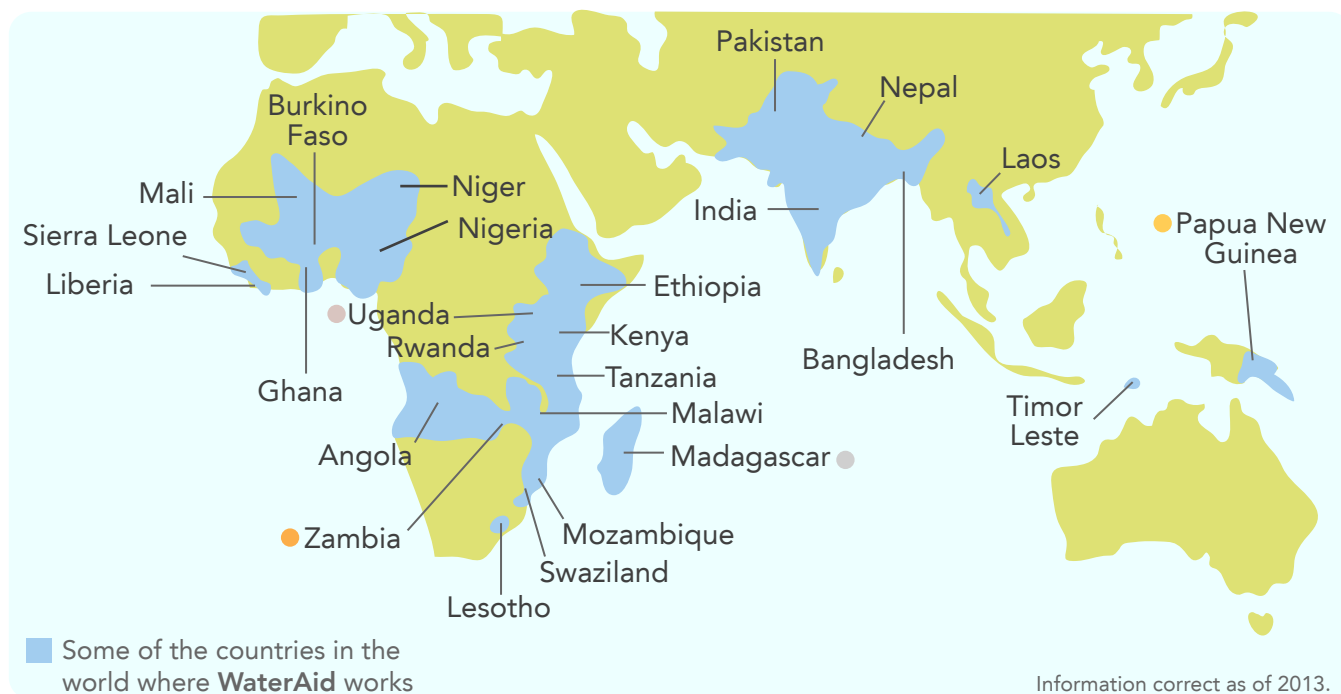 Pakistan
Nepal
Burkino
Faso
Laos
Mali
Niger
India
Nigeria
Papua New
Guinea
Sierra Leone
Liberia
Ethiopia
Uganda
Kenya
Rwanda
Bangladesh
Tanzania
Ghana
Malawi
Timor
Leste
Angola
Madagascar
Zambia
Mozambique
Swaziland
Lesotho
Some of the countries in the
world where WaterAid works
Information correct as of 2013.